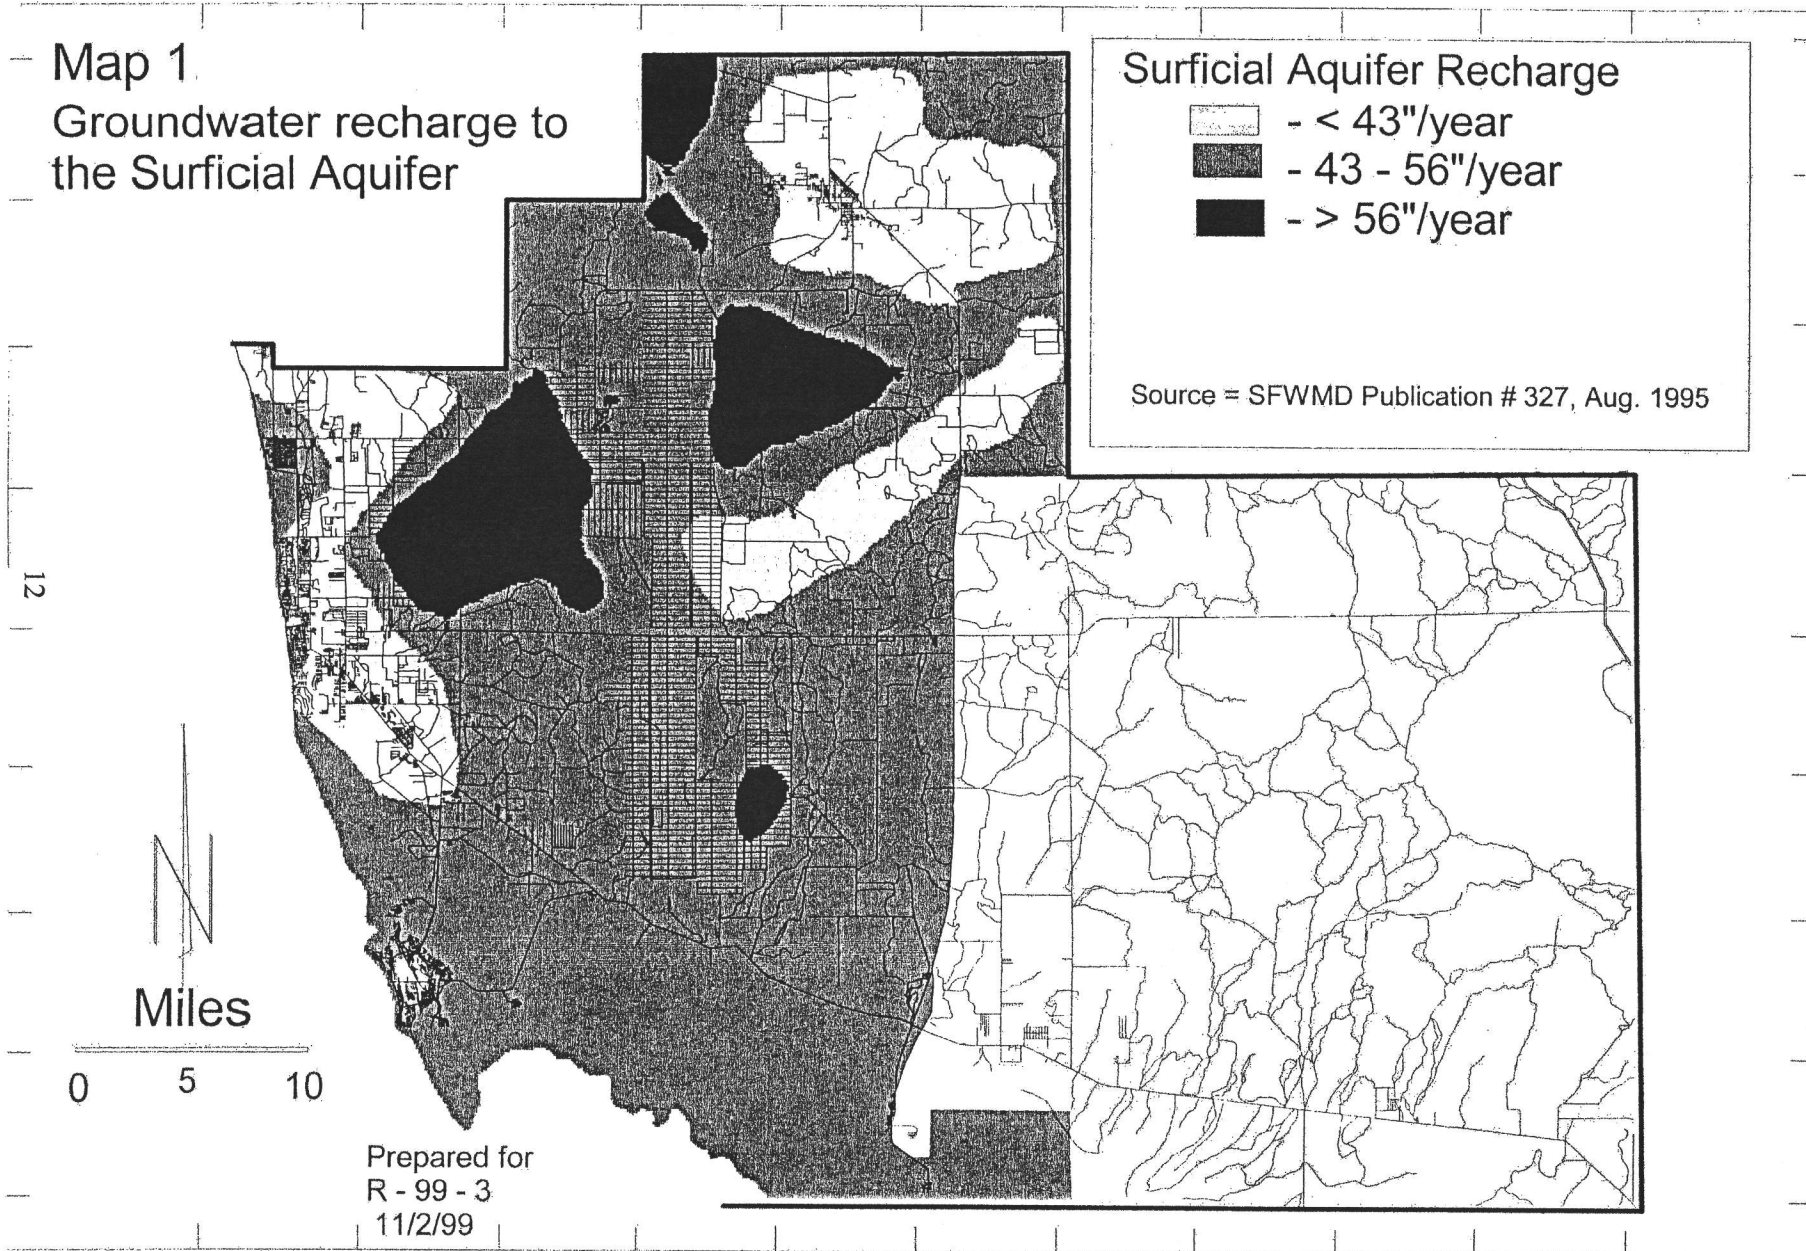 Map 1
Groundwater recharge to
the Surficial Aquifer
Surficial Aquifer Recharge
- < 43"/year
- 43 - 56"/year
- > 56"/year
Source = SFWMD Publication # 327, Aug. 1995
12
Miles
0 5 10
Prepared for
R - 99 - 3
11/2/99